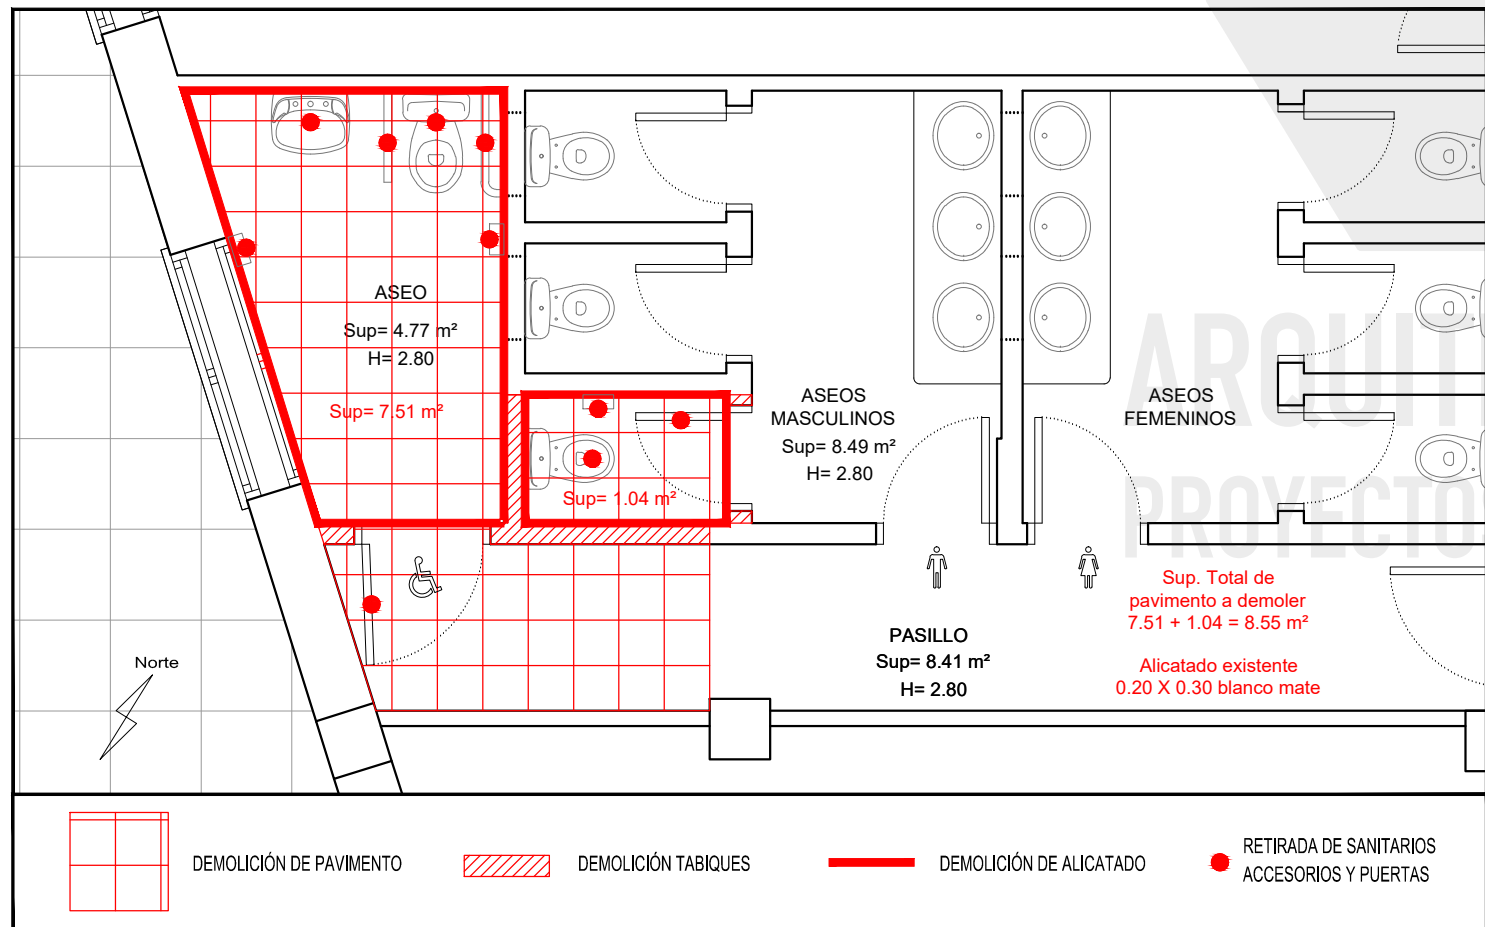 ASEO
Sup= 4.77 m²
H= 2.80
Sup= 7.51 m²
Sup= 1.04 m²
ASEOS
MASCULINOS
Sup= 8.49 m²
H= 2.80
ASEOS
FEMENINOS
ARQUIT
PROYECTOS
PASILLO
Sup= 8.41 m²
H= 2.80
Sup. Total de
pavimento a demoler
7.51 + 1.04 = 8.55 m²
Alicatado existente
0.20 X 0.30 blanco mate
Norte
DEMOLICIÓN DE PAVIMENTO
DEMOLICIÓN TABIQUES
DEMOLICIÓN DE ALICATADO
RETIRADA DE SANITARIOS
ACCESORIOS Y PUERTAS